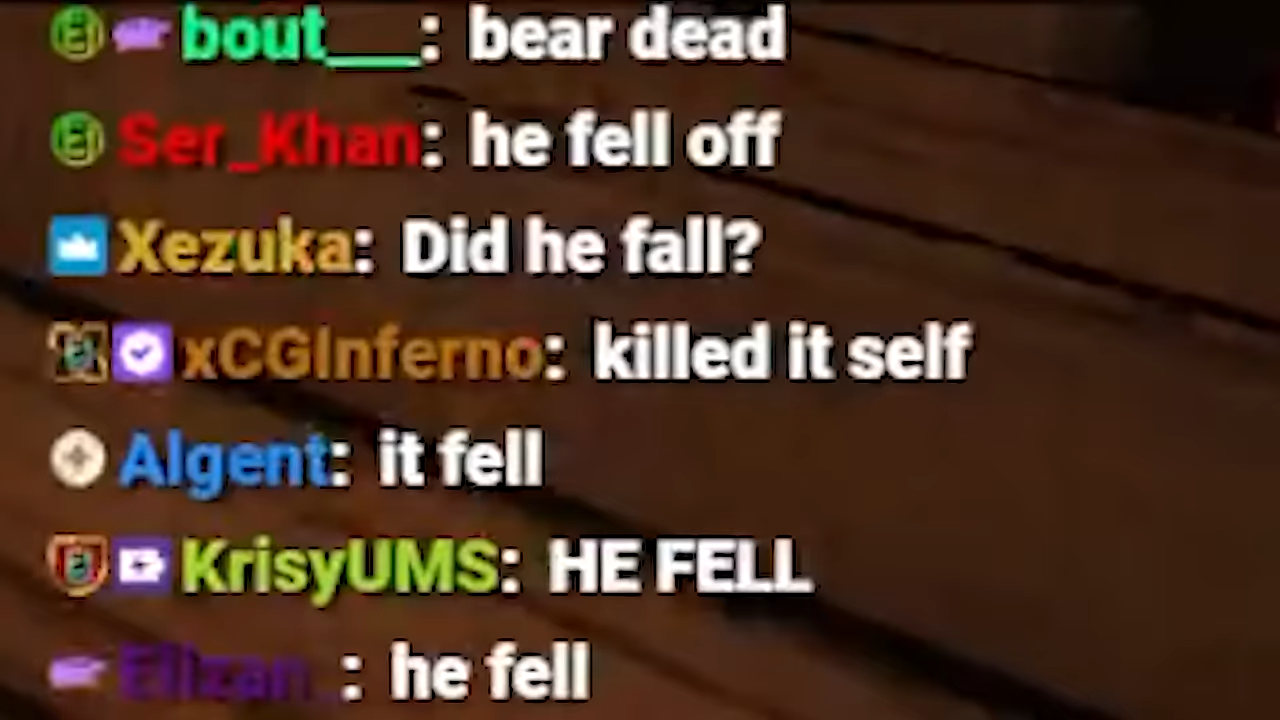 bout___: bear dead
Ser_Khan: he fell off
Xezuka: Did he fall?
xCGInferno: killed it self
Algent: it fell
KrisyUMS: HE FELL
: he fell